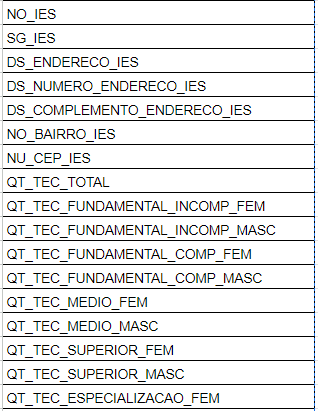 NO_IES
SG_IES
DS_ENDERECO_IES
DS_NUMERO_ENDERECO_IES
DS_COMPLEMENTO_ENDERECO_IES
NO_BAIRRO_IES
NU_CEP_IES
QT_TEC_TOTAL
QT_TEC_FUNDAMENTAL_INCOMP_FEM
QT_TEC_FUNDAMENTAL_INCOMP_MASC
QT_TEC_FUNDAMENTAL_COMP_FEM
QT_TEC_FUNDAMENTAL_COMP_MASC
QT_TEC_MEDIO_FEM
QT_TEC_MEDIO_MASC
QT_TEC_SUPERIOR_FEM
QT_TEC_SUPERIOR_MASC
QT_TEC_ESPECIALIZACAO_FEM